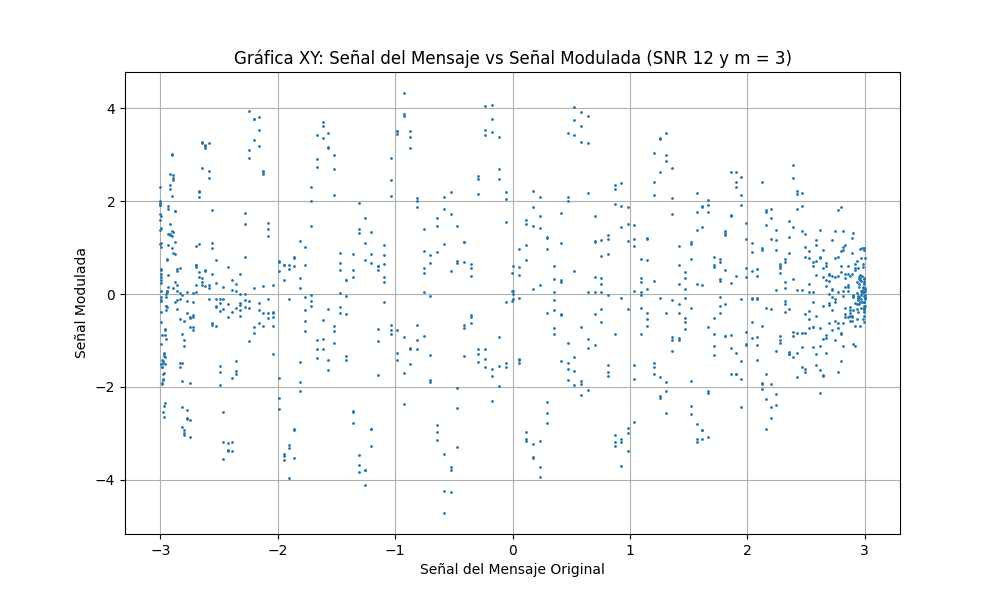 Gráfica XY: Señal del Mensaje vs Señal Modulada (SNR 12 y m = 3)
Señal Modulada
4
2
0
−2
−4
−3 −2 −1 0 1 2 3
Señal del Mensaje Original